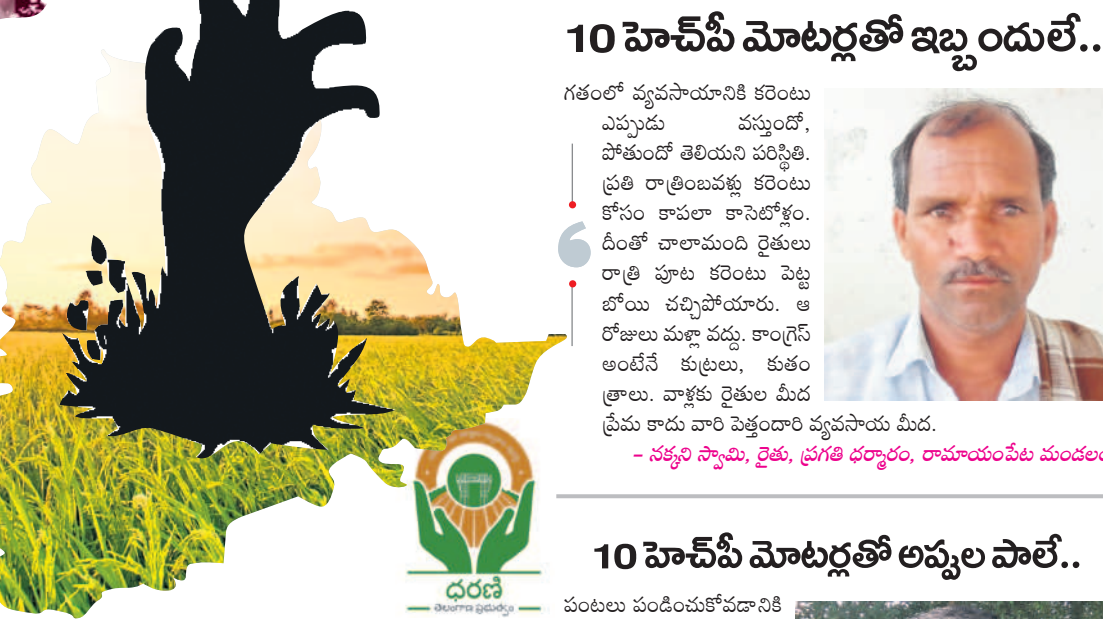 10 హెచ్‌పీ మోటర్లతో ఇబ్బందులే..
గతంలో వ్యవసాయానికి కరెంటు
ఎప్పుడు వస్తుందో,
పోతుందో తెలియని పరిస్థితి.
ప్రతి రాత్రింబవళ్లు కరెంటు
కోసం కాపలా కాసెటోళ్లం.
దీంతో చాలామంది రైతులు
రాత్రి పూట కరెంటు పెట్ట
బోయి చచ్చిపోయారు. ఆ
రోజులు మళ్లా వద్దు. కాంగ్రెస్
అంటేనే కుట్రలు, కుతం
త్రాలు. వాళ్లకు రైతుల మీద
ప్రేమ కాదు వారి పెత్తందారి వ్యవసాయ మీద.
– నక్కని స్వామి, రైతు, ప్రగతి ధర్మారం, రామాయంపేట మండలం
10 హెచ్‌పీ మోటర్లతో అప్పుల పాలే..
పంటలు పండించుకోవడానికి
ధరణి
తెలంగాణ ప్రభుత్వం